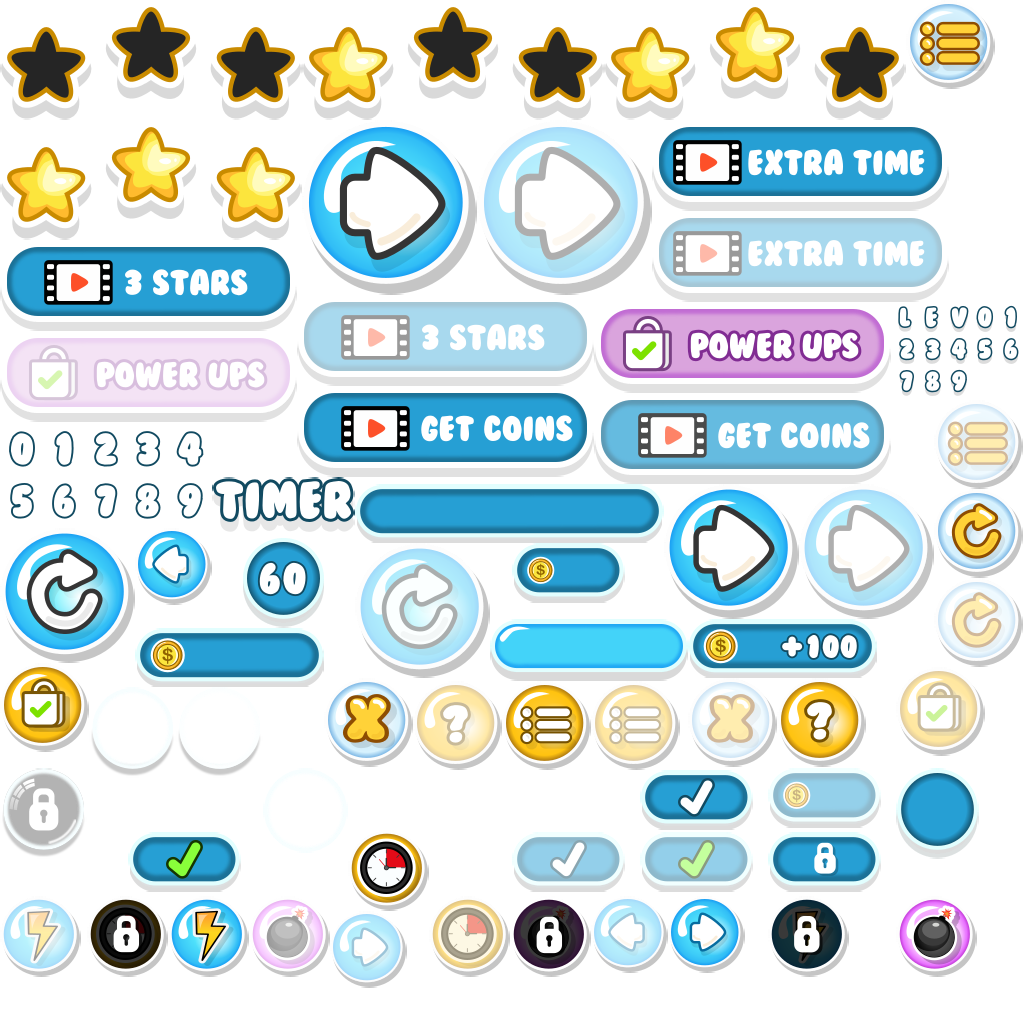 EXTRA TIME
EXTRA TIME
3 STARS
3 STARS
POWER UPS
POWER UPS
L E V 0 1
2 3 4 5 6
7 8 9
GET COINS
GET COINS
0 1 2 3 4
5 6 7 8 9
TIMER
60
$
$
$
+100
?
?
$